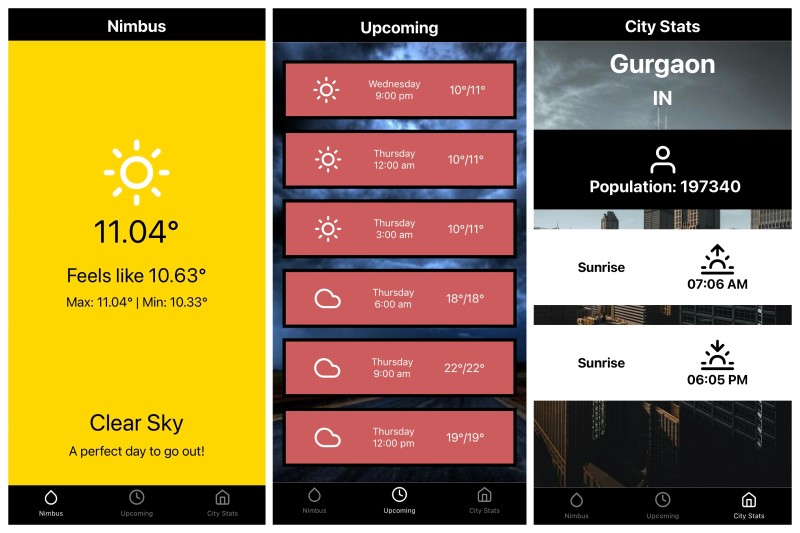 Nimbus
11.04°
Feels like 10.63°
Max: 11.04° | Min: 10.33°
Clear Sky
A perfect day to go out!
Nimbus
Upcoming
City Stats
Upcoming
Wednesday
9:00 pm
10°/11°
Thursday
12:00 am
10°/11°
Thursday
3:00 am
10°/11°
Thursday
6:00 am
18°/18°
Thursday
9:00 am
22°/22°
Thursday
12:00 pm
19°/19°
Nimbus
Upcoming
City Stats
City Stats
Gurgaon
IN
Population: 197340
Sunrise
07:06 AM
Sunrise
06:05 PM
Nimbus
Upcoming
City Stats